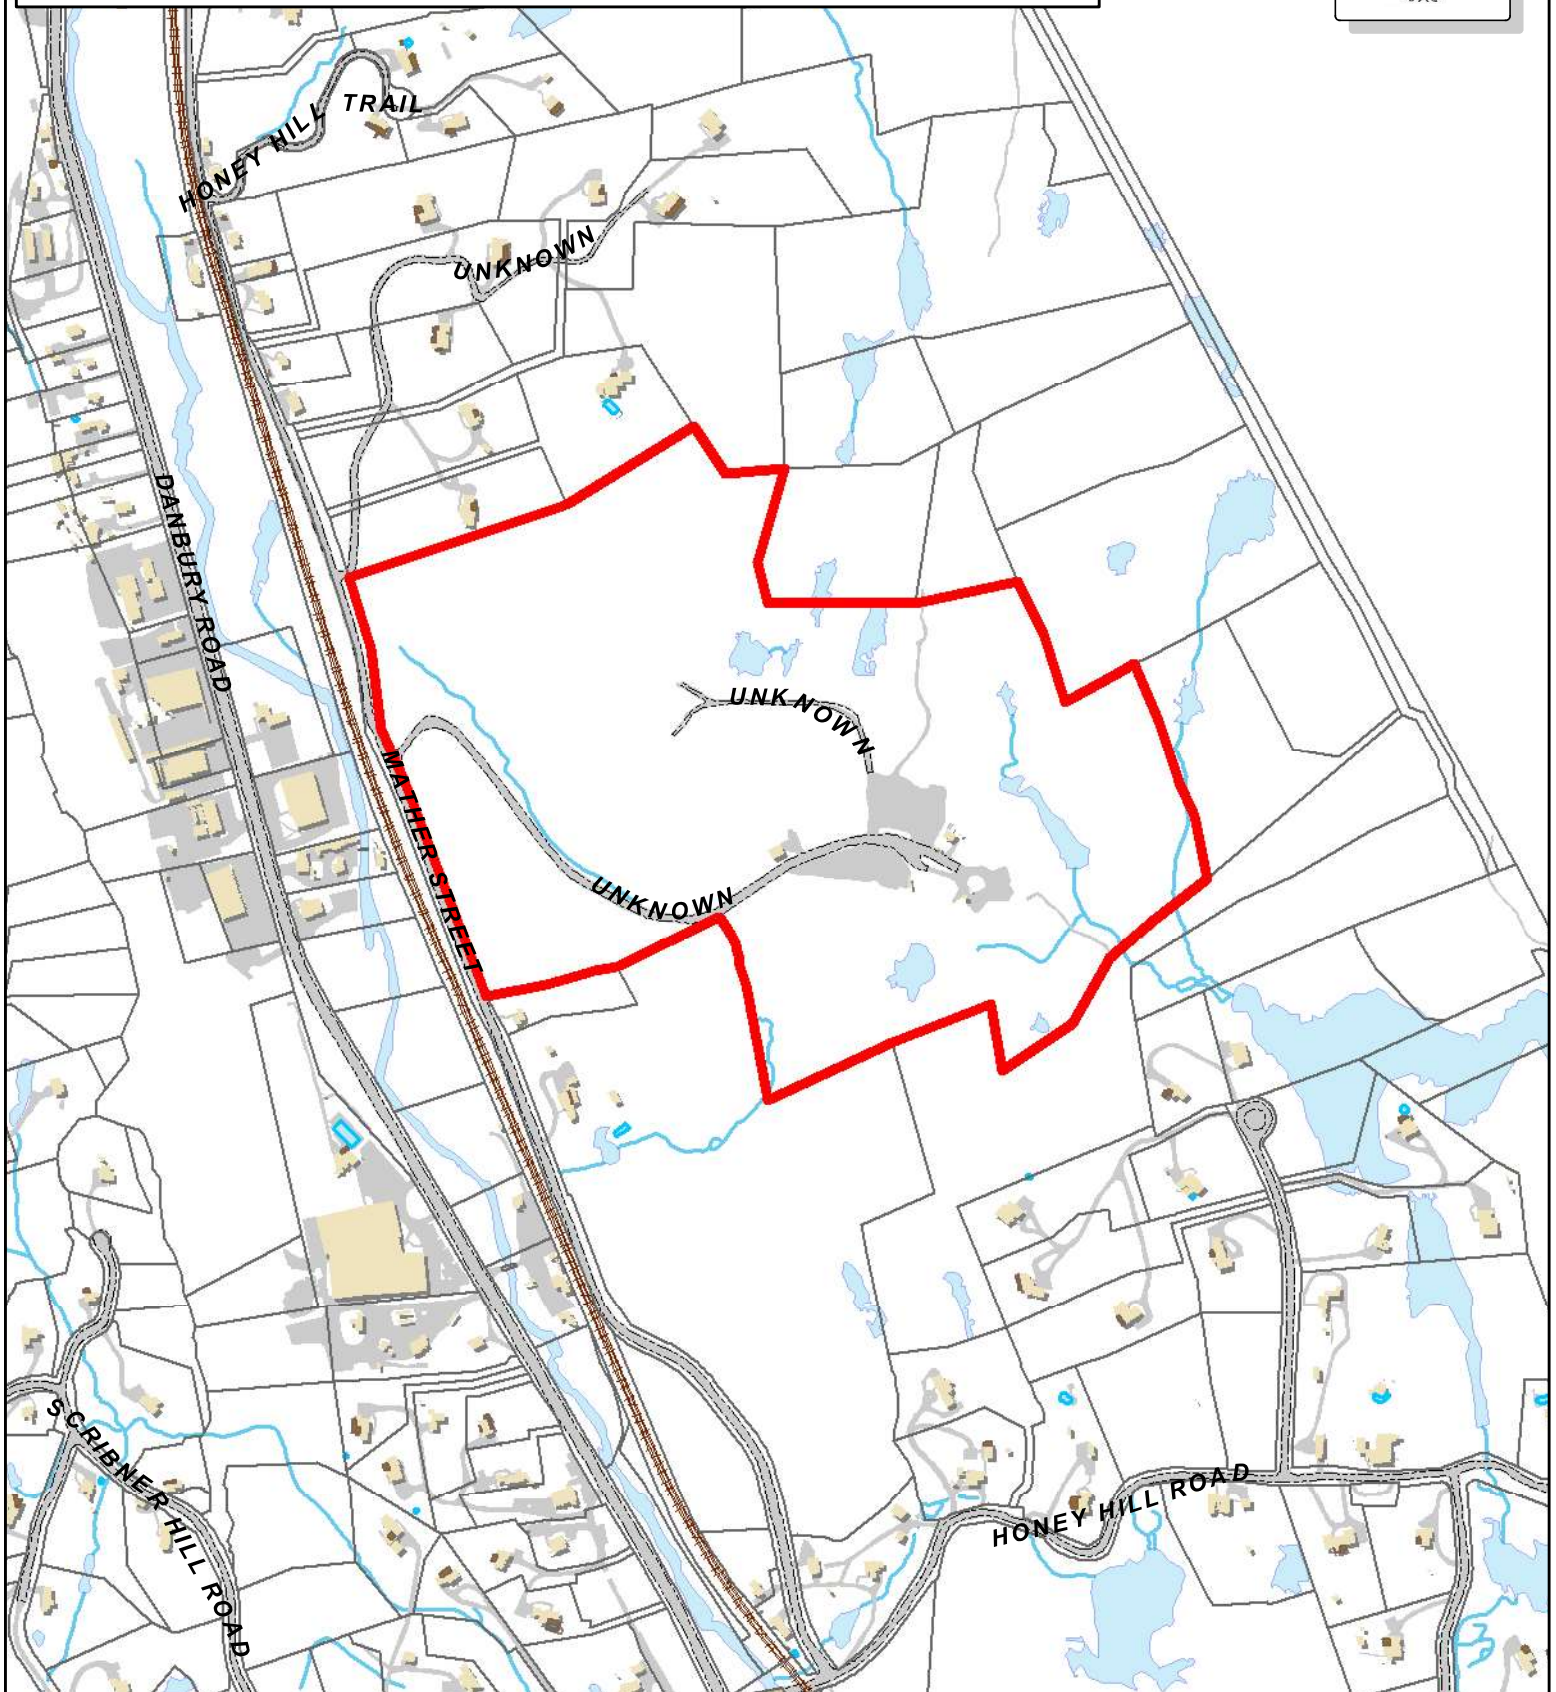 HONEY HILL TRAIL
UNKNOWN
DANBURY ROAD
UNKNOWN
MATHER STREET
UNKNOWN
SCRIBNER HILL ROAD
HONEY HILL ROAD